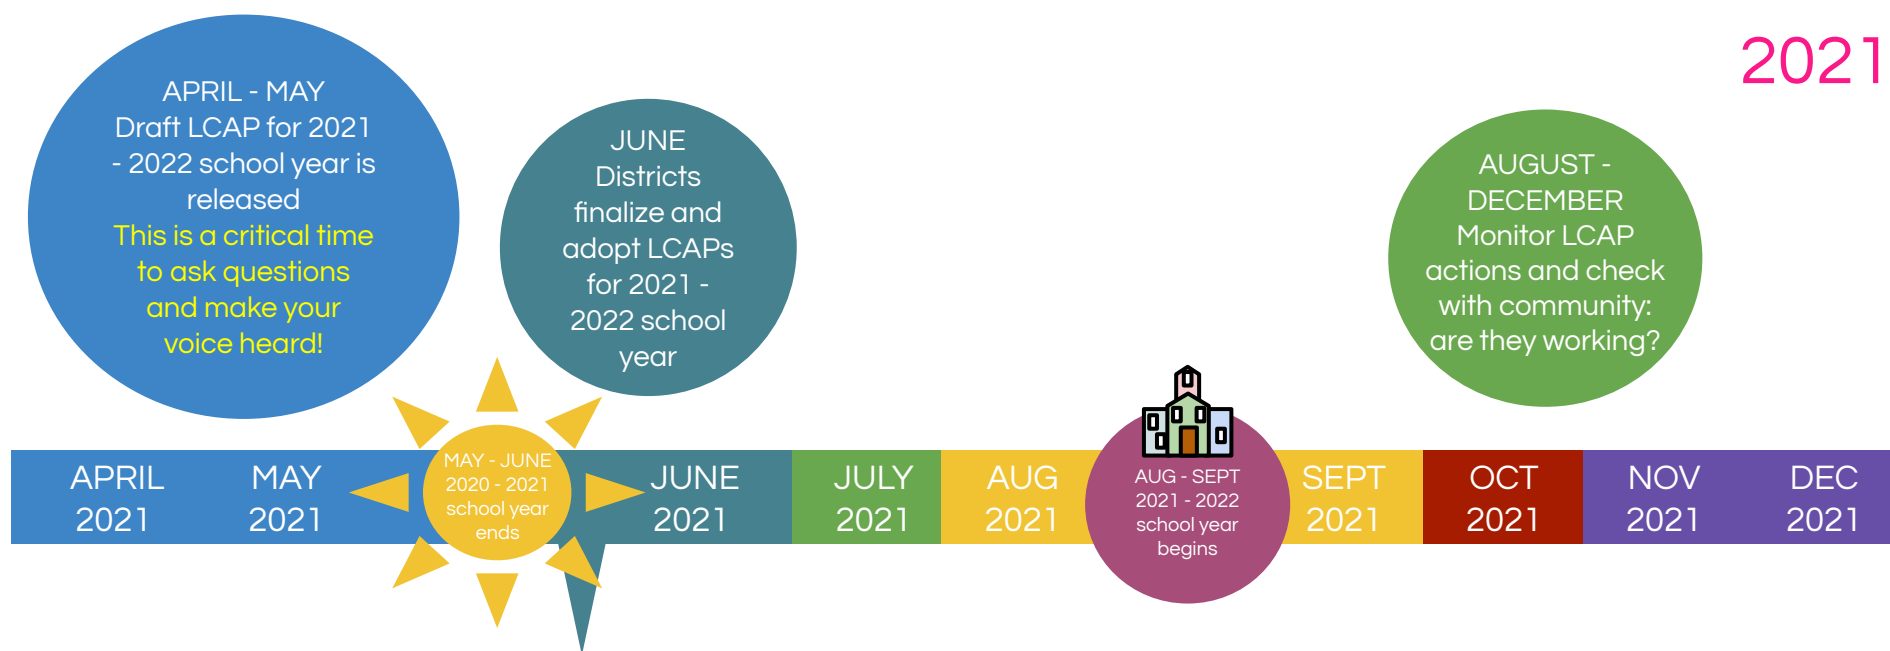 2021
APRIL - MAY
Draft LCAP for 2021
- 2022 school year is
released
This is a critical time
to ask questions
and make your
voice heard!
JUNE
Districts
finalize and
adopt LCAPs
for 2021 -
2022 school
year
AUGUST -
DECEMBER
Monitor LCAP
actions and check
with community:
are they working?
APRIL
2021
MAY
2021
MAY - JUNE
2020 - 2021
school year
ends
JUNE
2021
JULY
2021
AUG
2021
AUG - SEPT
2021 - 2022
school year
begins
SEPT
2021
OCT
2021
NOV
2021
DEC
2021